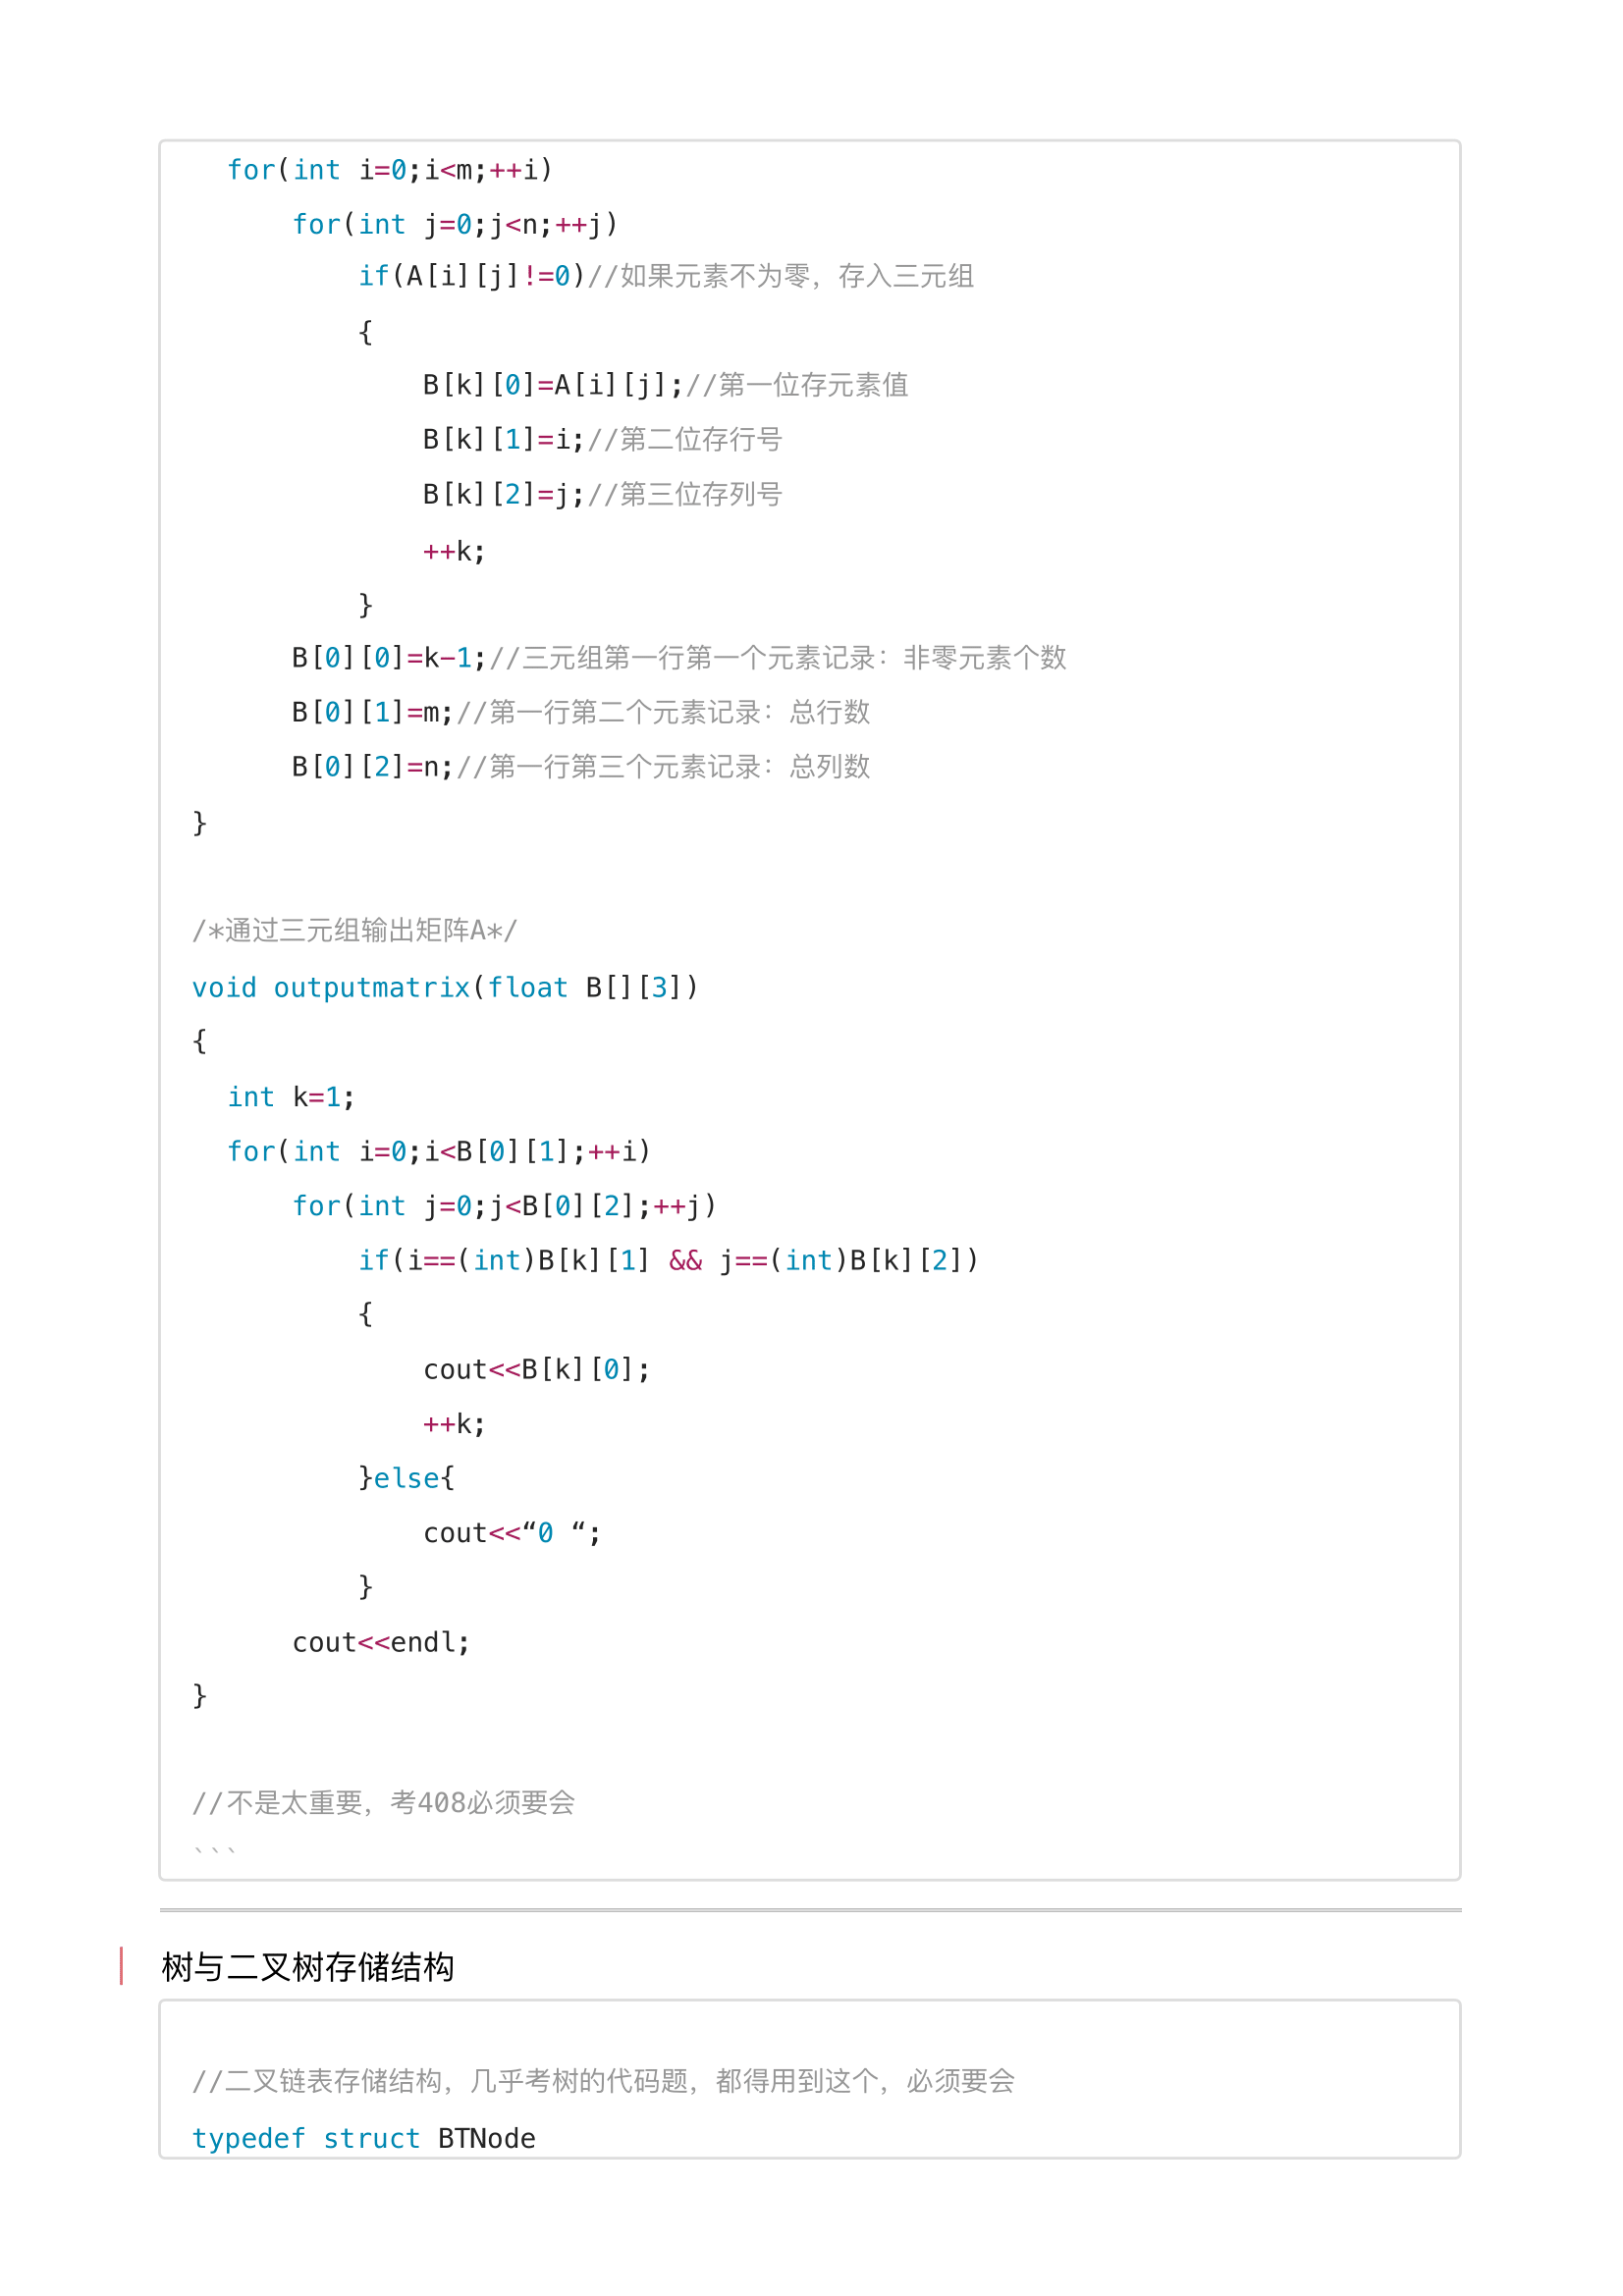 for(int i=0;i<m;++i)
for(int j=0;j<n;++j)
if(A[i][j]!=0)//如果元素不为零，存入三元组
{
B[k][0]=A[i][j];//第一位存元素值
B[k][1]=i;//第二位存行号
B[k][2]=j;//第三位存列号
++k;
}
B[0][0]=k-1;//三元组第一行第一个元素记录：非零元素个数
B[0][1]=m;//第一行第二个元素记录：总行数
B[0][2]=n;//第一行第三个元素记录：总列数
}
/*通过三元组输出矩阵A*/
void outputmatrix(float B[][3])
{
int k=1;
for(int i=0;i<B[0][1];++i)
for(int j=0;j<B[0][2];++j)
if(i==(int)B[k][1] && j==(int)B[k][2])
{
cout<<B[k][0];
++k;
}else{
cout<<“0 “;
}
cout<<endl;
}
//不是太重要，考408必须要会
```
树与二叉树存储结构
//二叉链表存储结构，几乎考树的代码题，都得用到这个，必须要会
typedef struct BTNode